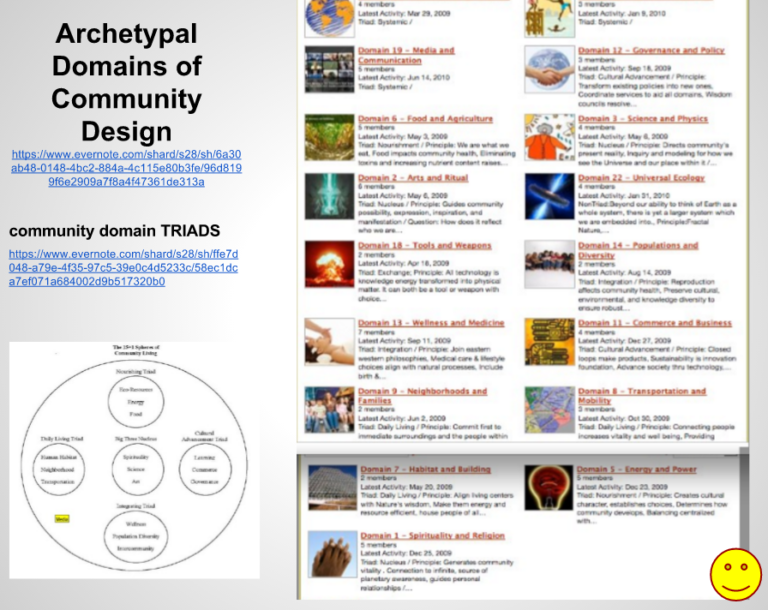 Archetypal
Domains of
Community
Design
https://www.evernote.com/shard/s28/sh/6a30
ab48-0148-4bc2-884a-4c115e80b3fe/96d819
9f6e2909a7f8a4f47361de313a
community domain TRIADS
https://www.evernote.com/shard/s28/sh/ffe7d
048-a79e-4f35-97c5-39e0c4d5233c/58ec1dc
a7ef071a684002d9b517320b0
Spheres of
Community Living
Nourishing Triad
Energy
Food
Daily Living Triad
Human Habitat
Neighborhood
Transportation
Big Three Nucleus
Spirituality
Science
Art
Cultural
Advancement Triad
Learning
Commerce
Governance
Media
Integrating Triad
Wellness
Population Diversity
Intercommunity
4 members
Latest Activity: Mar 29, 2009
Triad: Systemic /
3 members
Latest Activity: Jan 9, 2010
Triad: Systemic /
Domain 19 - Media and
Communication
5 members
Latest Activity: Jun 14, 2010
Triad: Systemic /
Domain 12 - Governance and Policy
3 members
Latest Activity: Sep 18, 2009
Triad: Cultural Advancement / Principle:
Transform existing policies into new ones.
Coordinate services to aid all domains, Wisdom
councils resolve...
Domain 6 - Food and Agriculture
5 members
Latest Activity: May 3, 2009
Triad: Nourishment / Principle: We are what we
eat, Food impacts community health, Eliminating
toxins and increasing nutrient content raises...
Domain 3 - Science and Physics
4 members
Latest Activity: May 6, 2009
Triad: Nucleus / Principle: Directs community's
present reality, Inquiry and modeling for how we
see the Universe and our place within it /...
Domain 2 - Arts and Ritual
6 members
Latest Activity: May 6, 2009
Triad: Nucleus / Principle: Guides community
possibility, expression, inspiration, and
manifestation / Question: How does it reflect
who we are...
Domain 22 - Universal Ecology
4 members
Latest Activity: Jan 31, 2010
NonTriad:Beyond our ability to think of Earth as a
whole system, there is yet a larger system which
we are embedded into., Principle:Fractal
Nature,...
Domain 18 - Tools and Weapons
2 members
Latest Activity: Apr 18, 2009
Triad: Exchange; Principle: All technology is
knowledge energy transformed into physical
matter. It can both be a tool or weapon with
choice...
Domain 14 - Populations and
Diversity
2 members
Latest Activity: Aug 14, 2009
Triad: Integration / Principle: Reproduction
affects community health, Preserve cultural,
environmental, and knowledge diversity to
ensure robust...
Domain 13 - Wellness and Medicine
7 members
Latest Activity: Sep 11, 2009
Triad: Integration / Principle: Join eastern
western philosophies, Medical care & lifestyle
choices align with natural processes, Include
birth &...
Domain 11 - Commerce and Business
4 members
Latest Activity: Dec 27, 2009
Triad: Cultural Advancement / Principle: Closed
loops make products, Sustainability is innovation
foundation, Advance society thru technology,...
Domain 9 - Neighborhoods and
Families
2 members
Latest Activity: Jun 2, 2009
Triad: Daily Living / Principle: Commit first to
immediate surroundings and the people within
Domain 8 - Transportation and
Mobility
3 members
Latest Activity: Oct 30, 2009
Triad: Daily Living / Principle: Connecting people
increases vitality and well being, Providing
Domain 7 - Habitat and Building
2 members
Latest Activity: May 20, 2009
Triad: Daily Living / Principle: Align living centers
with Nature's wisdom. Make them energy and
resource efficient, house people of all...
Domain 5 - Energy and Power
5 members
Latest Activity: Dec 23, 2009
Triad: Nourishment / Principle: Creates cultural
character, establishes choices, Determines how
community develops, Balancing centralized
with...
Domain 1 - Spirituality and Religion
5 members
Latest Activity: Dec 25, 2009
Triad: Nucleus / Principle: Generates community
vitality . Connection to infinite, source of
planetary awareness, guides personal
relationships /...